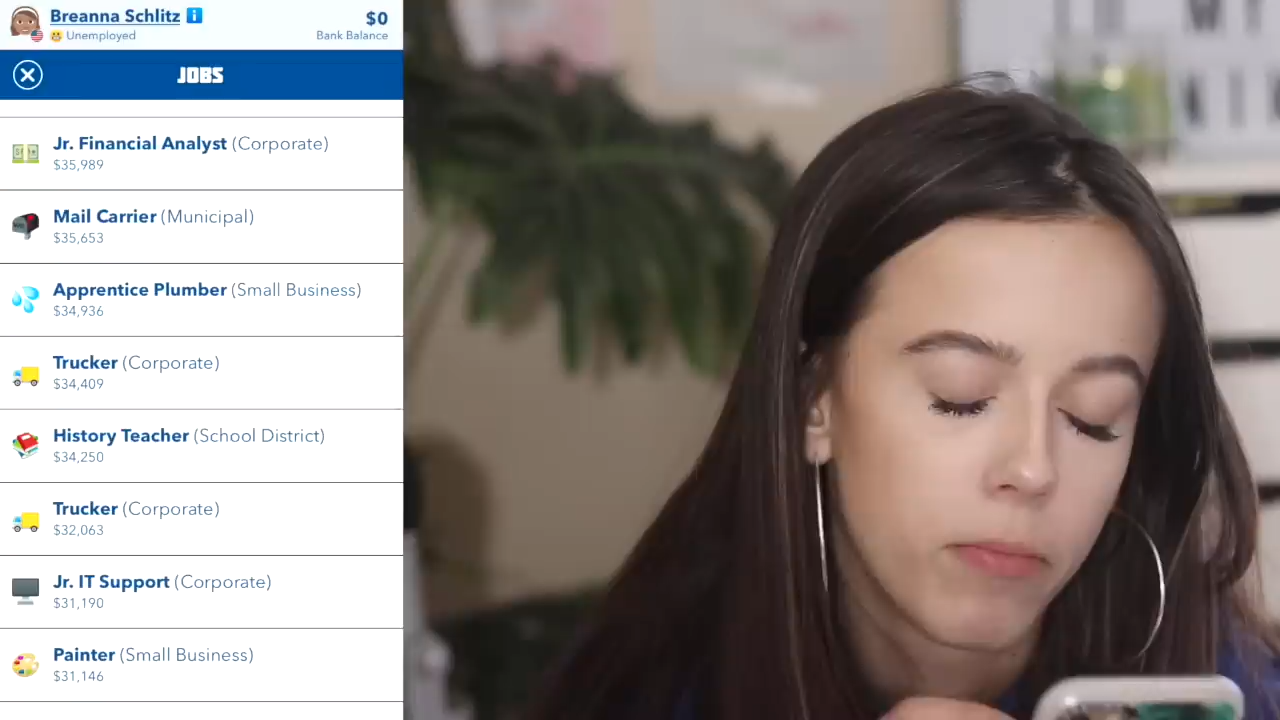 Breanna Schlitz i
$0
Unemployed
Bank Balance
JOBS
Jr. Financial Analyst (Corporate)
$35,989
Mail Carrier (Municipal)
$35,653
Apprentice Plumber (Small Business)
$34,936
Trucker (Corporate)
$34,409
History Teacher (School District)
$34,250
Trucker (Corporate)
$32,063
Jr. IT Support (Corporate)
$31,190
Painter (Small Business)
$31,146